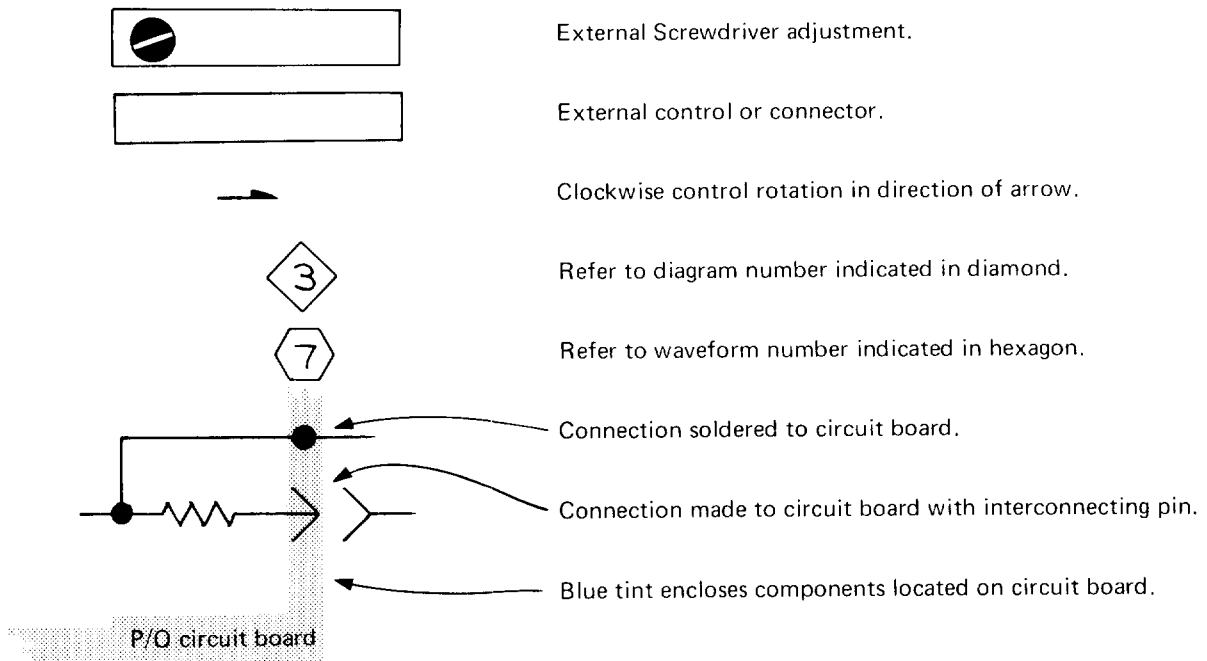 External Screwdriver adjustment.
External control or connector.
Clockwise control rotation in direction of arrow.
3
Refer to diagram number indicated in diamond.
7
Refer to waveform number indicated in hexagon.
Connection soldered to circuit board.
Connection made to circuit board with interconnecting pin.
Blue tint encloses components located on circuit board.
P/O circuit board